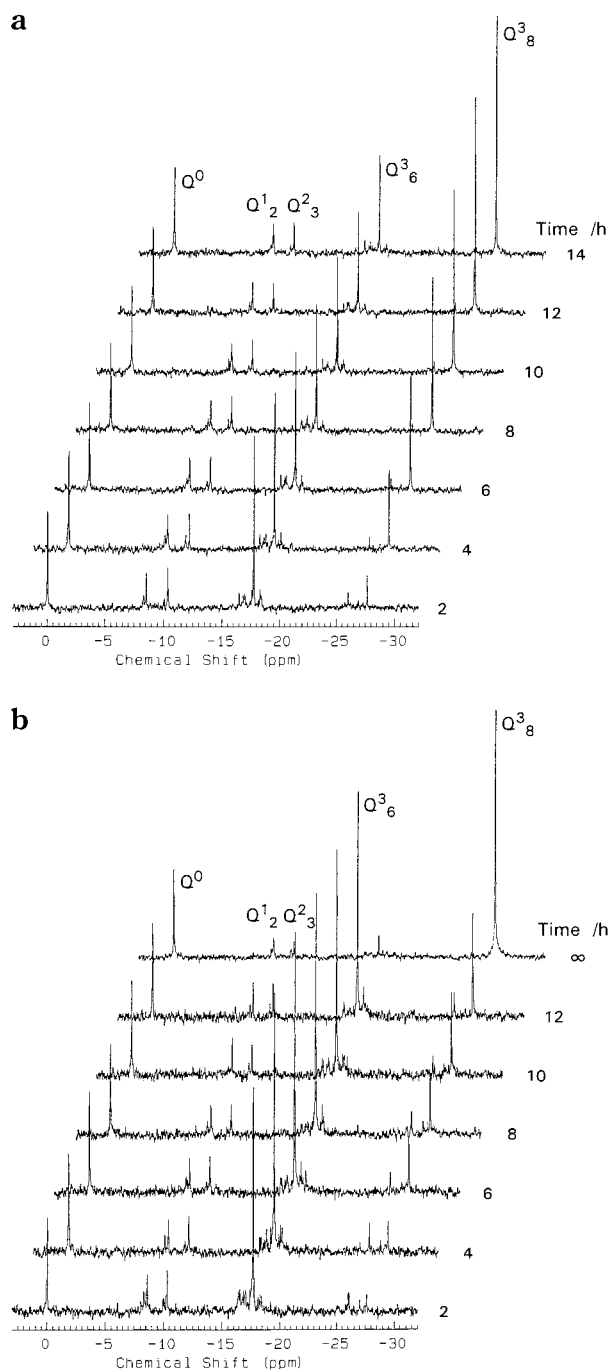 a
Q³₈
Q⁰
Q¹₂ Q²₃
Q³₆
Time /h
14
12
10
8
6
4
2
0 -5 -10 -15 -20 -25 -30
Chemical Shift (ppm)
b
Q³₈
Q³₆
Q⁰
Q¹₂ Q²₃
Time /h
∞
12
10
8
6
4
2
0 -5 -10 -15 -20 -25 -30
Chemical Shift (ppm)